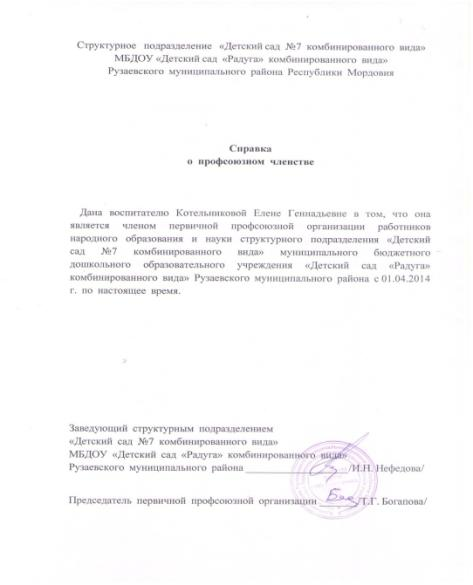 Структурное подразделение «Детский сад №7 комбинированного вида»
МБДОУ «Детский сад «Радуга» комбинированного вида»
Рузаевского муниципального района Республики Мордовия
Справка
о профсоюзном членстве
Дана воспитателю Котельниковой Елене Геннадьевне в том, что она
является членом первичной профсоюзной организации работников
народного образования и науки структурного подразделения «Детский
сад №7 комбинированного вида» муниципального бюджетного
дошкольного образовательного учреждения «Детский сад «Радуга»
комбинированного вида» Рузаевского муниципального района с 01.04.2014
г. по настоящее время.
Заведующий структурным подразделением
«Детский сад №7 комбинированного вида»
МБДОУ «Детский сад «Радуга» комбинированного вида»
Рузаевского муниципального района /И.Н. Нефедова/
Председатель первичной профсоюзной организации /Т.Г. Богапова/